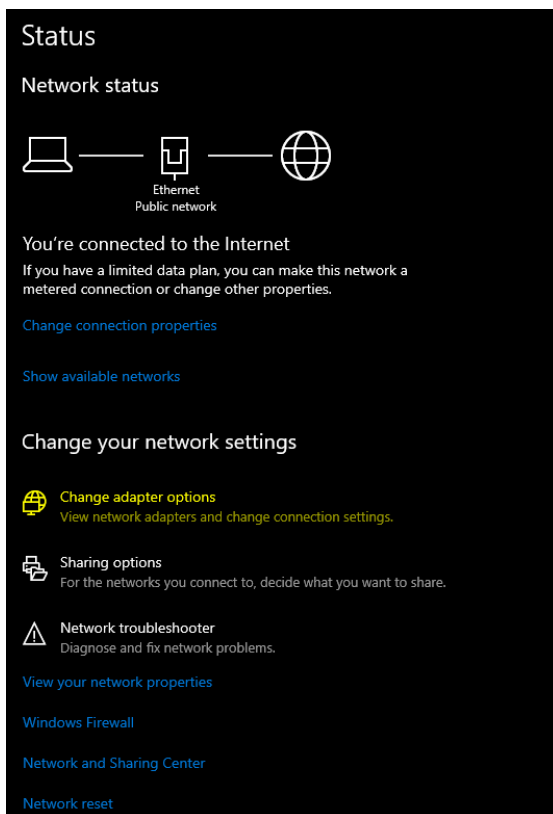 Status
Network status
Ethernet
Public network
You're connected to the Internet
If you have a limited data plan, you can make this network a
metered connection or change other properties.
Change connection properties
Show available networks
Change your network settings
Change adapter options
View network adapters and change connection settings.
Sharing options
For the networks you connect to, decide what you want to share.
Network troubleshooter
Diagnose and fix network problems.
View your network properties
Windows Firewall
Network and Sharing Center
Network reset